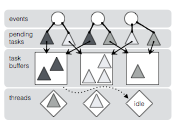 events
pending
tasks
task
buffers
threads
idle